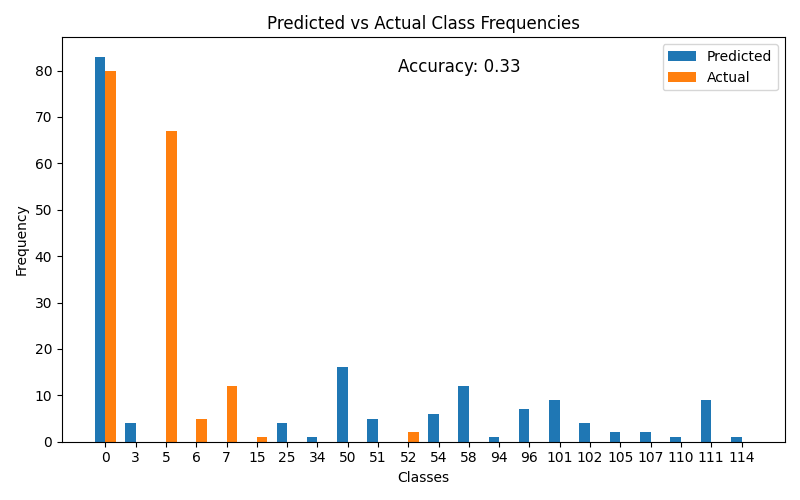 Predicted vs Actual Class Frequencies
Accuracy: 0.33
Predicted
Actual
Frequency
80
70
60
50
40
30
20
10
0
0 3 5 6 7 15 25 34 50 51 52 54 58 94 96 101 102 105 107 110 111 114
Classes